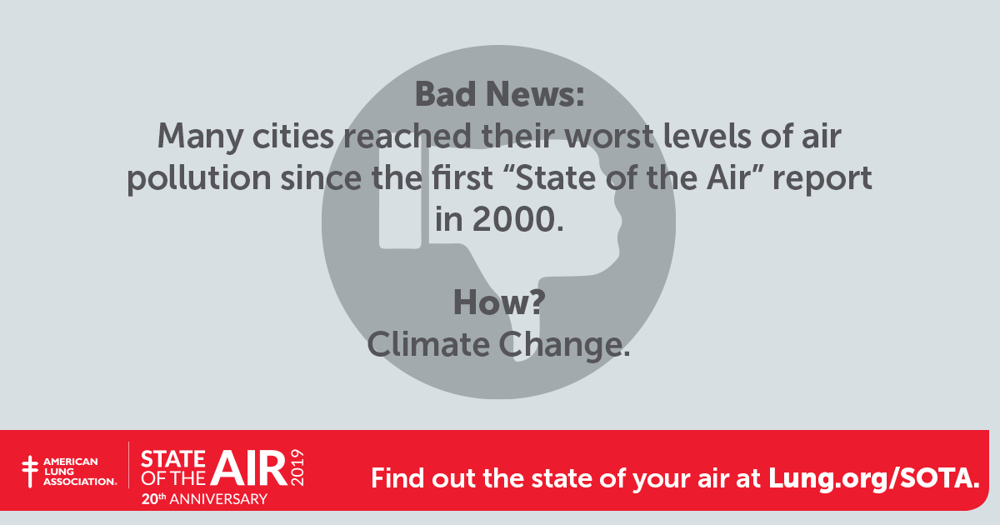 Bad News:
Many cities reached their worst levels of air
pollution since the first “State of the Air” report
in 2000.
How?
Climate Change.
AMERICAN
LUNG
ASSOCIATION®
STATE
OF THE AIR 2019
20th ANNIVERSARY
Find out the state of your air at Lung.org/SOTA.